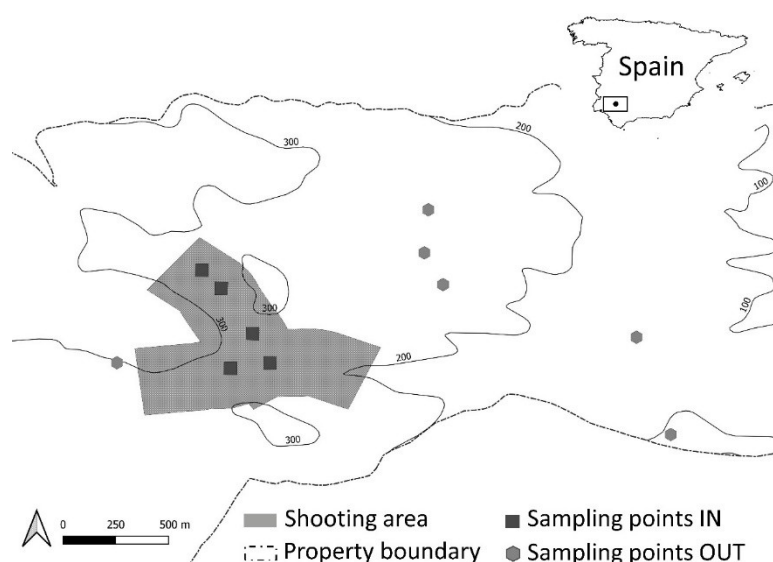 Spain
300
200
100
300
300
100
200
300
0 250 500 m
Shooting area
Sampling points IN
Property boundary
Sampling points OUT